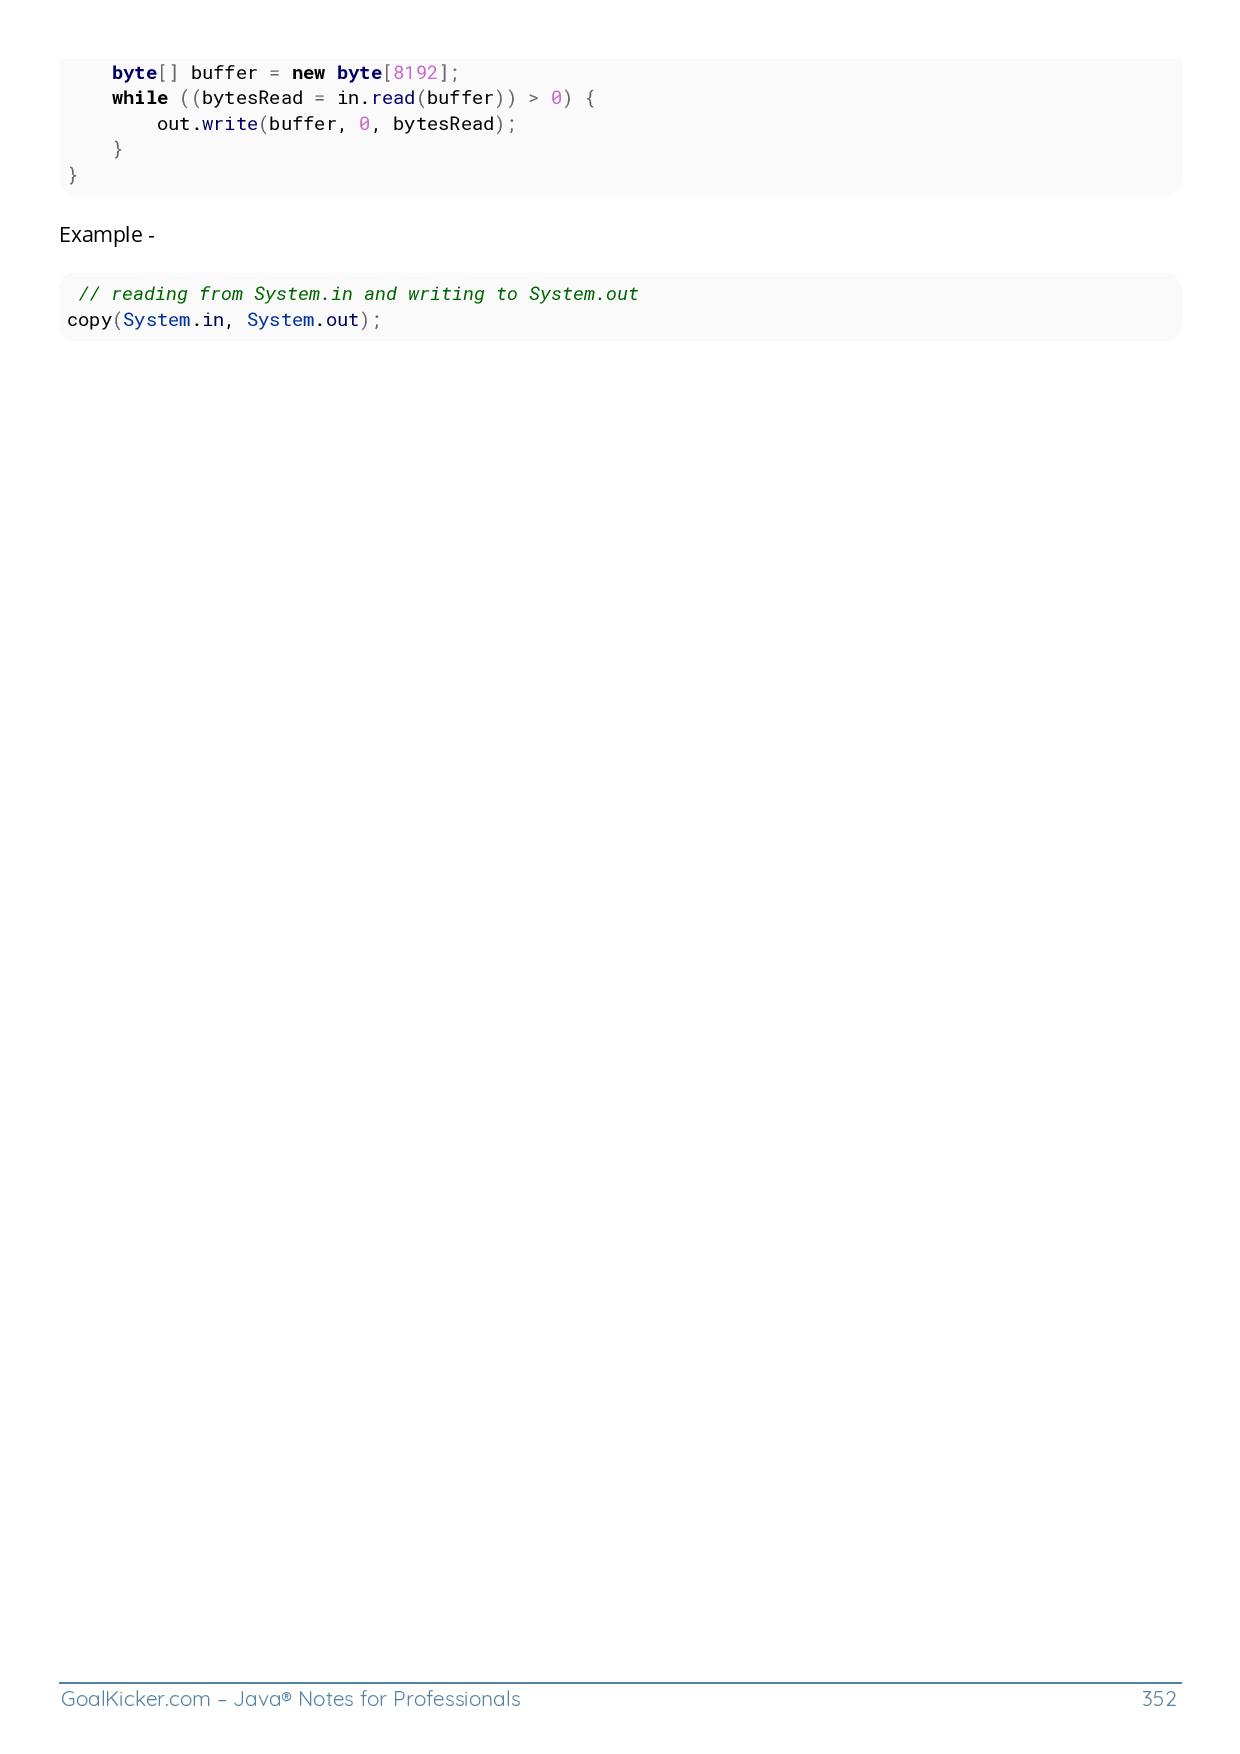 byte[] buffer = new byte[8192];
    while ((bytesRead = in.read(buffer)) > 0) {
        out.write(buffer, 0, bytesRead);
    }
}
Example -
 // reading from System.in and writing to System.out
copy(System.in, System.out);
GoalKicker.com – Java® Notes for Professionals 352